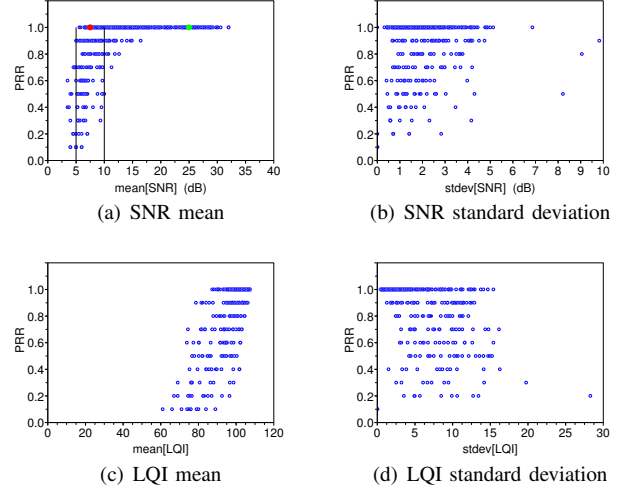 1.0
0.8
0.6
0.4
0.2
0.0
PRR
0 5 10 15 20 25 30 35 40
mean[SNR] (dB)
(a) SNR mean
1.0
0.8
0.6
0.4
0.2
0.0
PRR
0 1 2 3 4 5 6 7 8 9 10
stdev[SNR] (dB)
(b) SNR standard deviation
1.0
0.8
0.6
0.4
0.2
0.0
PRR
0 20 40 60 80 100 120
mean[LQI]
(c) LQI mean
1.0
0.8
0.6
0.4
0.2
0.0
PRR
0 5 10 15 20 25 30
stdev[LQI]
(d) LQI standard deviation